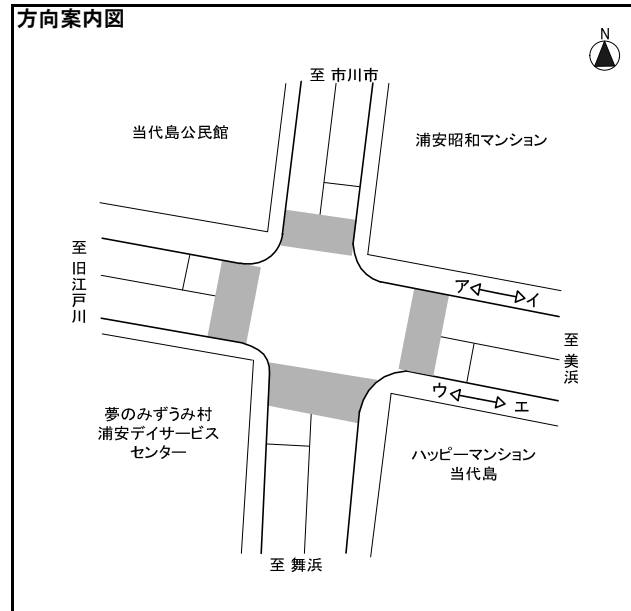 方向案内図
N
至 市川市
当代島公民館
浦安昭和マンション
至
旧
江
戸
川
ア
イ
至
美
浜
ウ
エ
夢のみずうみ村
浦安デイサービス
センター
ハッピーマンション
当代島
至 舞浜